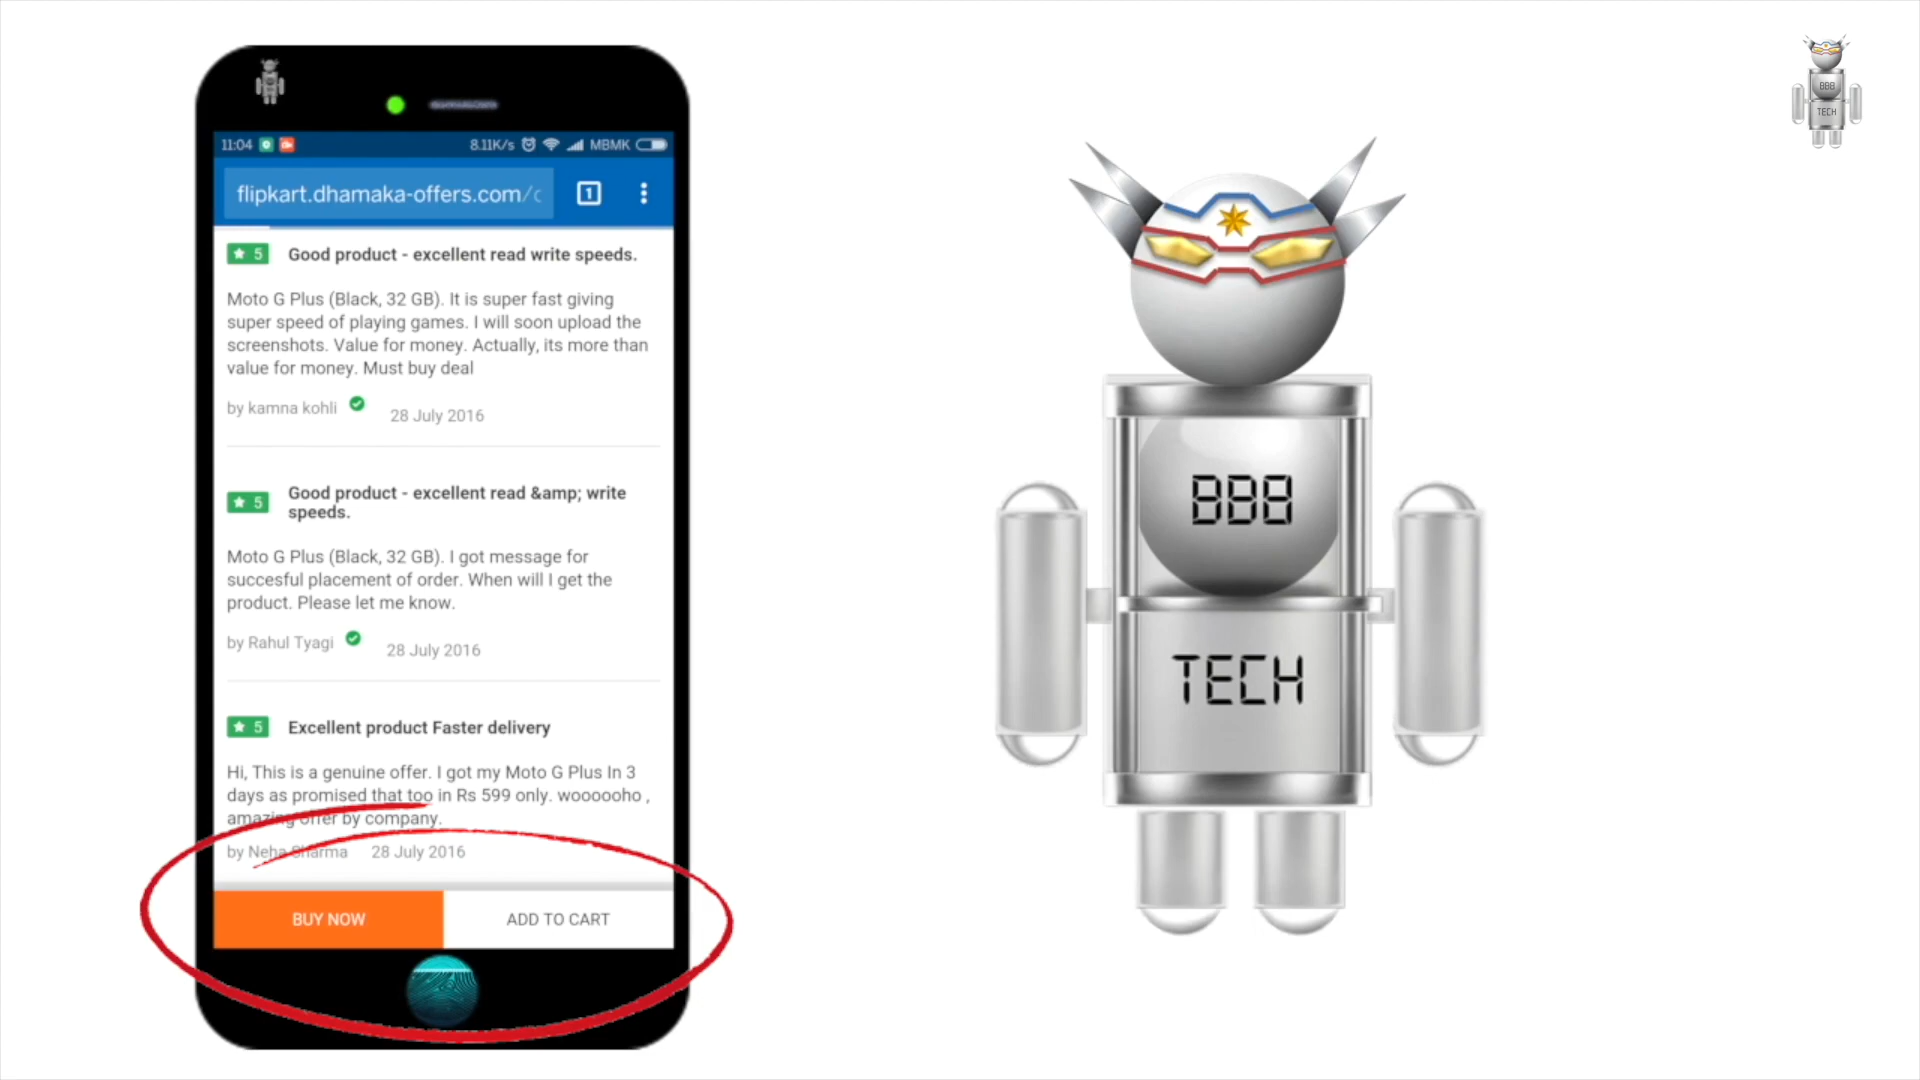 11:04 8.11K/s MBMK
flipkart.dhamaka-offers.com/c
1
5 Good product - excellent read write speeds.
Moto G Plus (Black, 32 GB). It is super fast giving
super speed of playing games. I will soon upload the
screenshots. Value for money. Actually, its more than
value for money. Must buy deal
by kamna kohli 28 July 2016
5 Good product - excellent read &amp; write
speeds.
Moto G Plus (Black, 32 GB). I got message for
succesful placement of order. When will I get the
product. Please let me know.
by Rahul Tyagi 28 July 2016
5 Excellent product Faster delivery
Hi, This is a genuine offer. I got my Moto G Plus In 3
days as promised that too in Rs 599 only. woooooho ,
amazing offer by company.
by Neha Sharma 28 July 2016
BUY NOW ADD TO CART
BBB
TECH
BBB
TECH